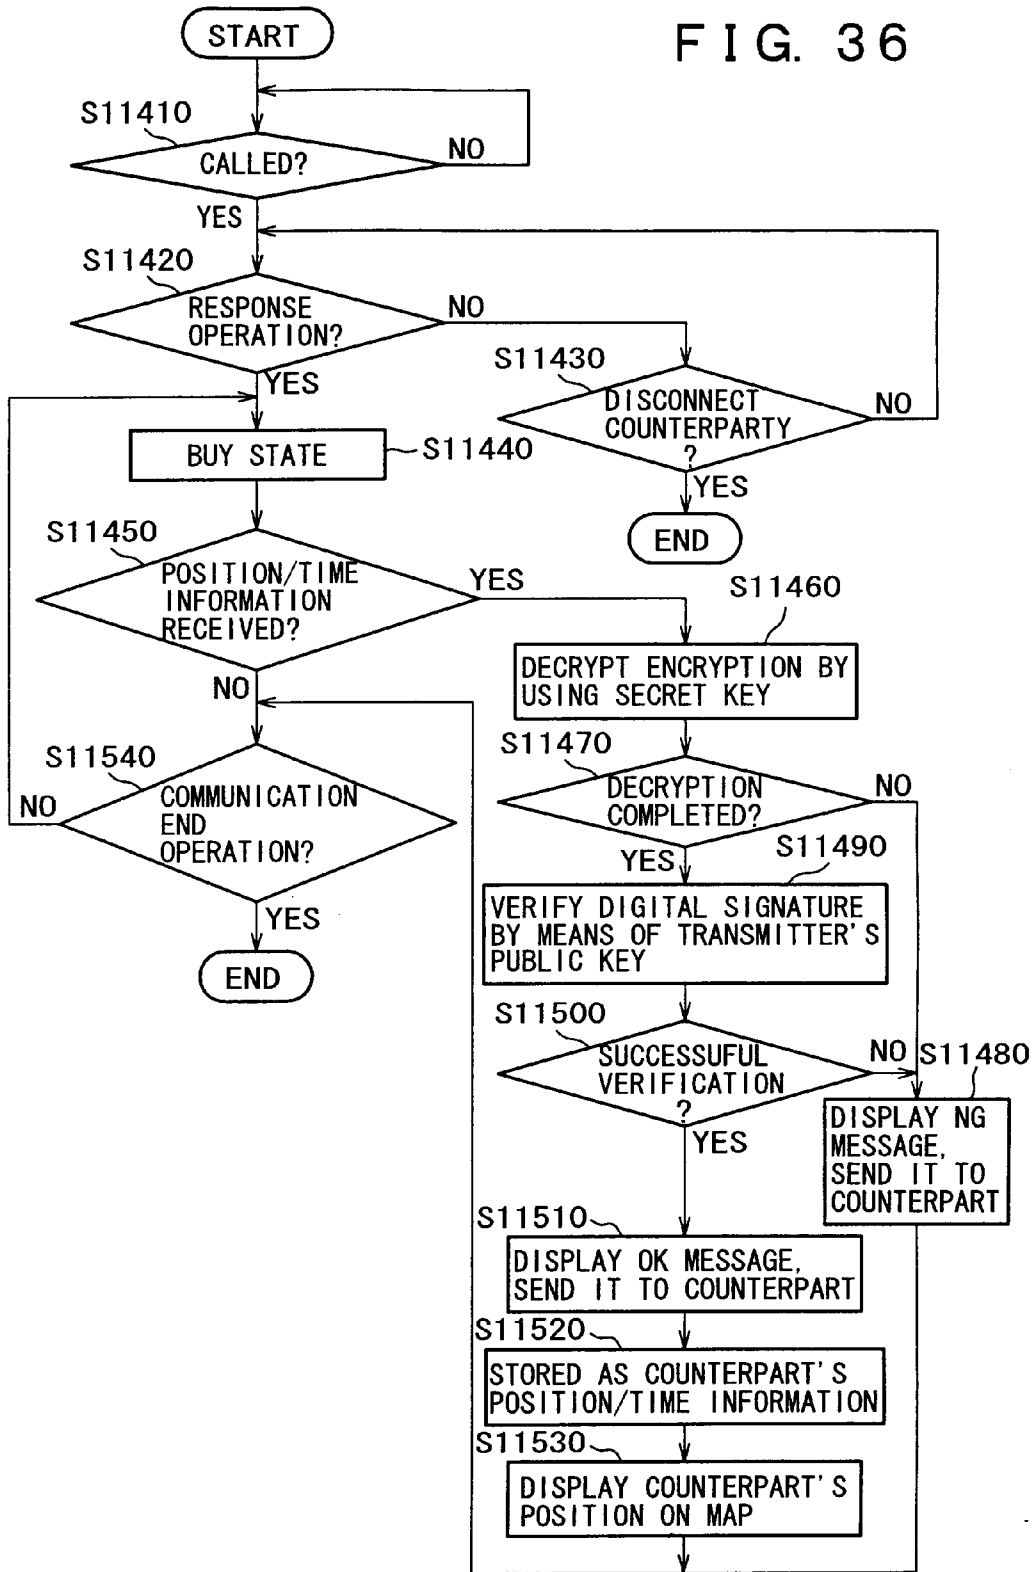 START
FIG. 36
S11410
CALLED?
NO
YES
S11420
RESPONSE
OPERATION?
NO
YES
S11430
DISCONNECT
COUNTERPARTY
?
NO
YES
END
BUY STATE
S11440
S11450
POSITION/TIME
INFORMATION
RECEIVED?
YES
NO
S11460
DECRYPT ENCRYPTION BY
USING SECRET KEY
S11470
DECRYPTION
COMPLETED?
NO
YES
S11540
COMMUNICATION
END
OPERATION?
NO
YES
END
S11490
VERIFY DIGITAL SIGNATURE
BY MEANS OF TRANSMITTER'S
PUBLIC KEY
S11500
SUCCESSUFUL
VERIFICATION
?
NO
YES
S11480
DISPLAY NG
MESSAGE,
SEND IT TO
COUNTERPART
S11510
DISPLAY OK MESSAGE,
SEND IT TO COUNTERPART
S11520
STORED AS COUNTERPART'S
POSITION/TIME INFORMATION
S11530
DISPLAY COUNTERPART'S
POSITION ON MAP